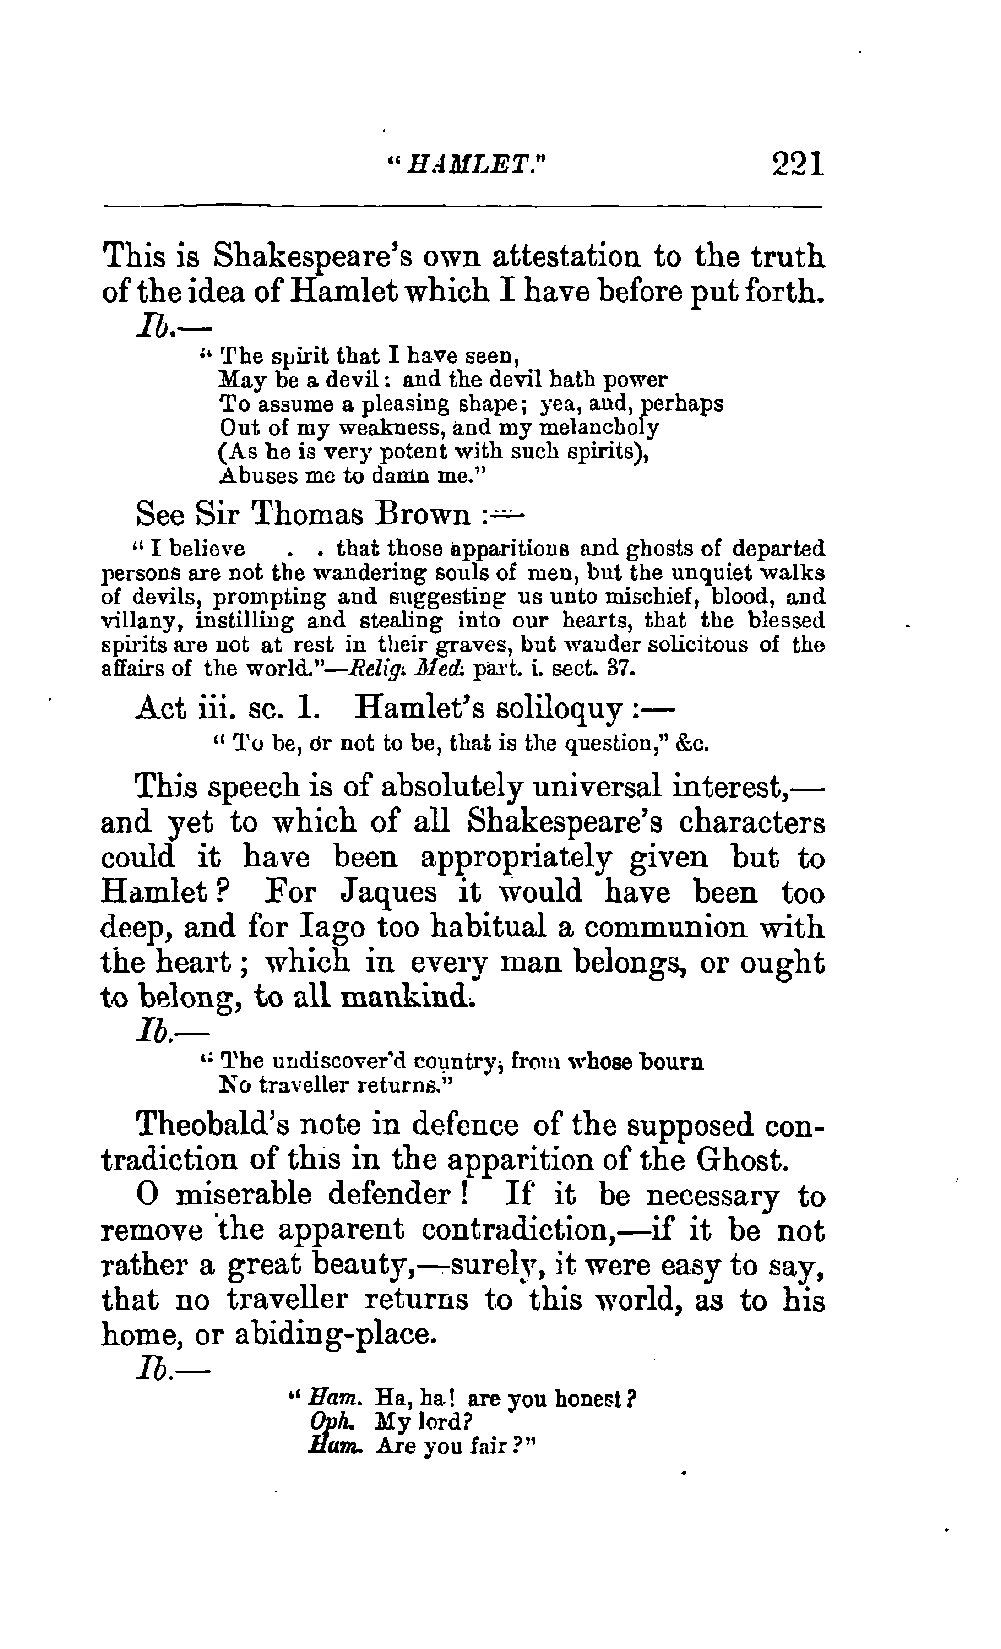 "HAMLET." 221
This is Shakespeare's own attestation to the truth
of the idea of Hamlet which I have before put forth.
Ib.—
"The spirit that I have seen,
May be a devil: and the devil hath power
To assume a pleasing shape; yea, and, perhaps
Out of my weakness, and my melancholy
(As he is very potent with such spirits),
Abuses me to damn me."
See Sir Thomas Brown :—
"I believe . . that those apparitions and ghosts of departed
persons are not the wandering souls of men, but the unquiet walks
of devils, prompting and suggesting us unto mischief, blood, and
villany, instilling and stealing into our hearts, that the blessed
spirits are not at rest in their graves, but wander solicitous of the
affairs of the world."—Relig. Med. part. i. sect. 37.
Act iii. sc. 1. Hamlet's soliloquy :—
"To be, or not to be, that is the question," &c.
This speech is of absolutely universal interest,—
and yet to which of all Shakespeare's characters
could it have been appropriately given but to
Hamlet? For Jaques it would have been too
deep, and for Iago too habitual a communion with
the heart; which in every man belongs, or ought
to belong, to all mankind.
Ib.—
"The undiscover'd country, from whose bourn
No traveller returns."
Theobald's note in defence of the supposed con-
tradiction of this in the apparition of the Ghost.
O miserable defender! If it be necessary to
remove the apparent contradiction,—if it be not
rather a great beauty,—surely, it were easy to say,
that no traveller returns to this world, as to his
home, or abiding-place.
Ib.—
"Ham. Ha, ha! are you honest?
Oph. My lord?
Ham. Are you fair?"